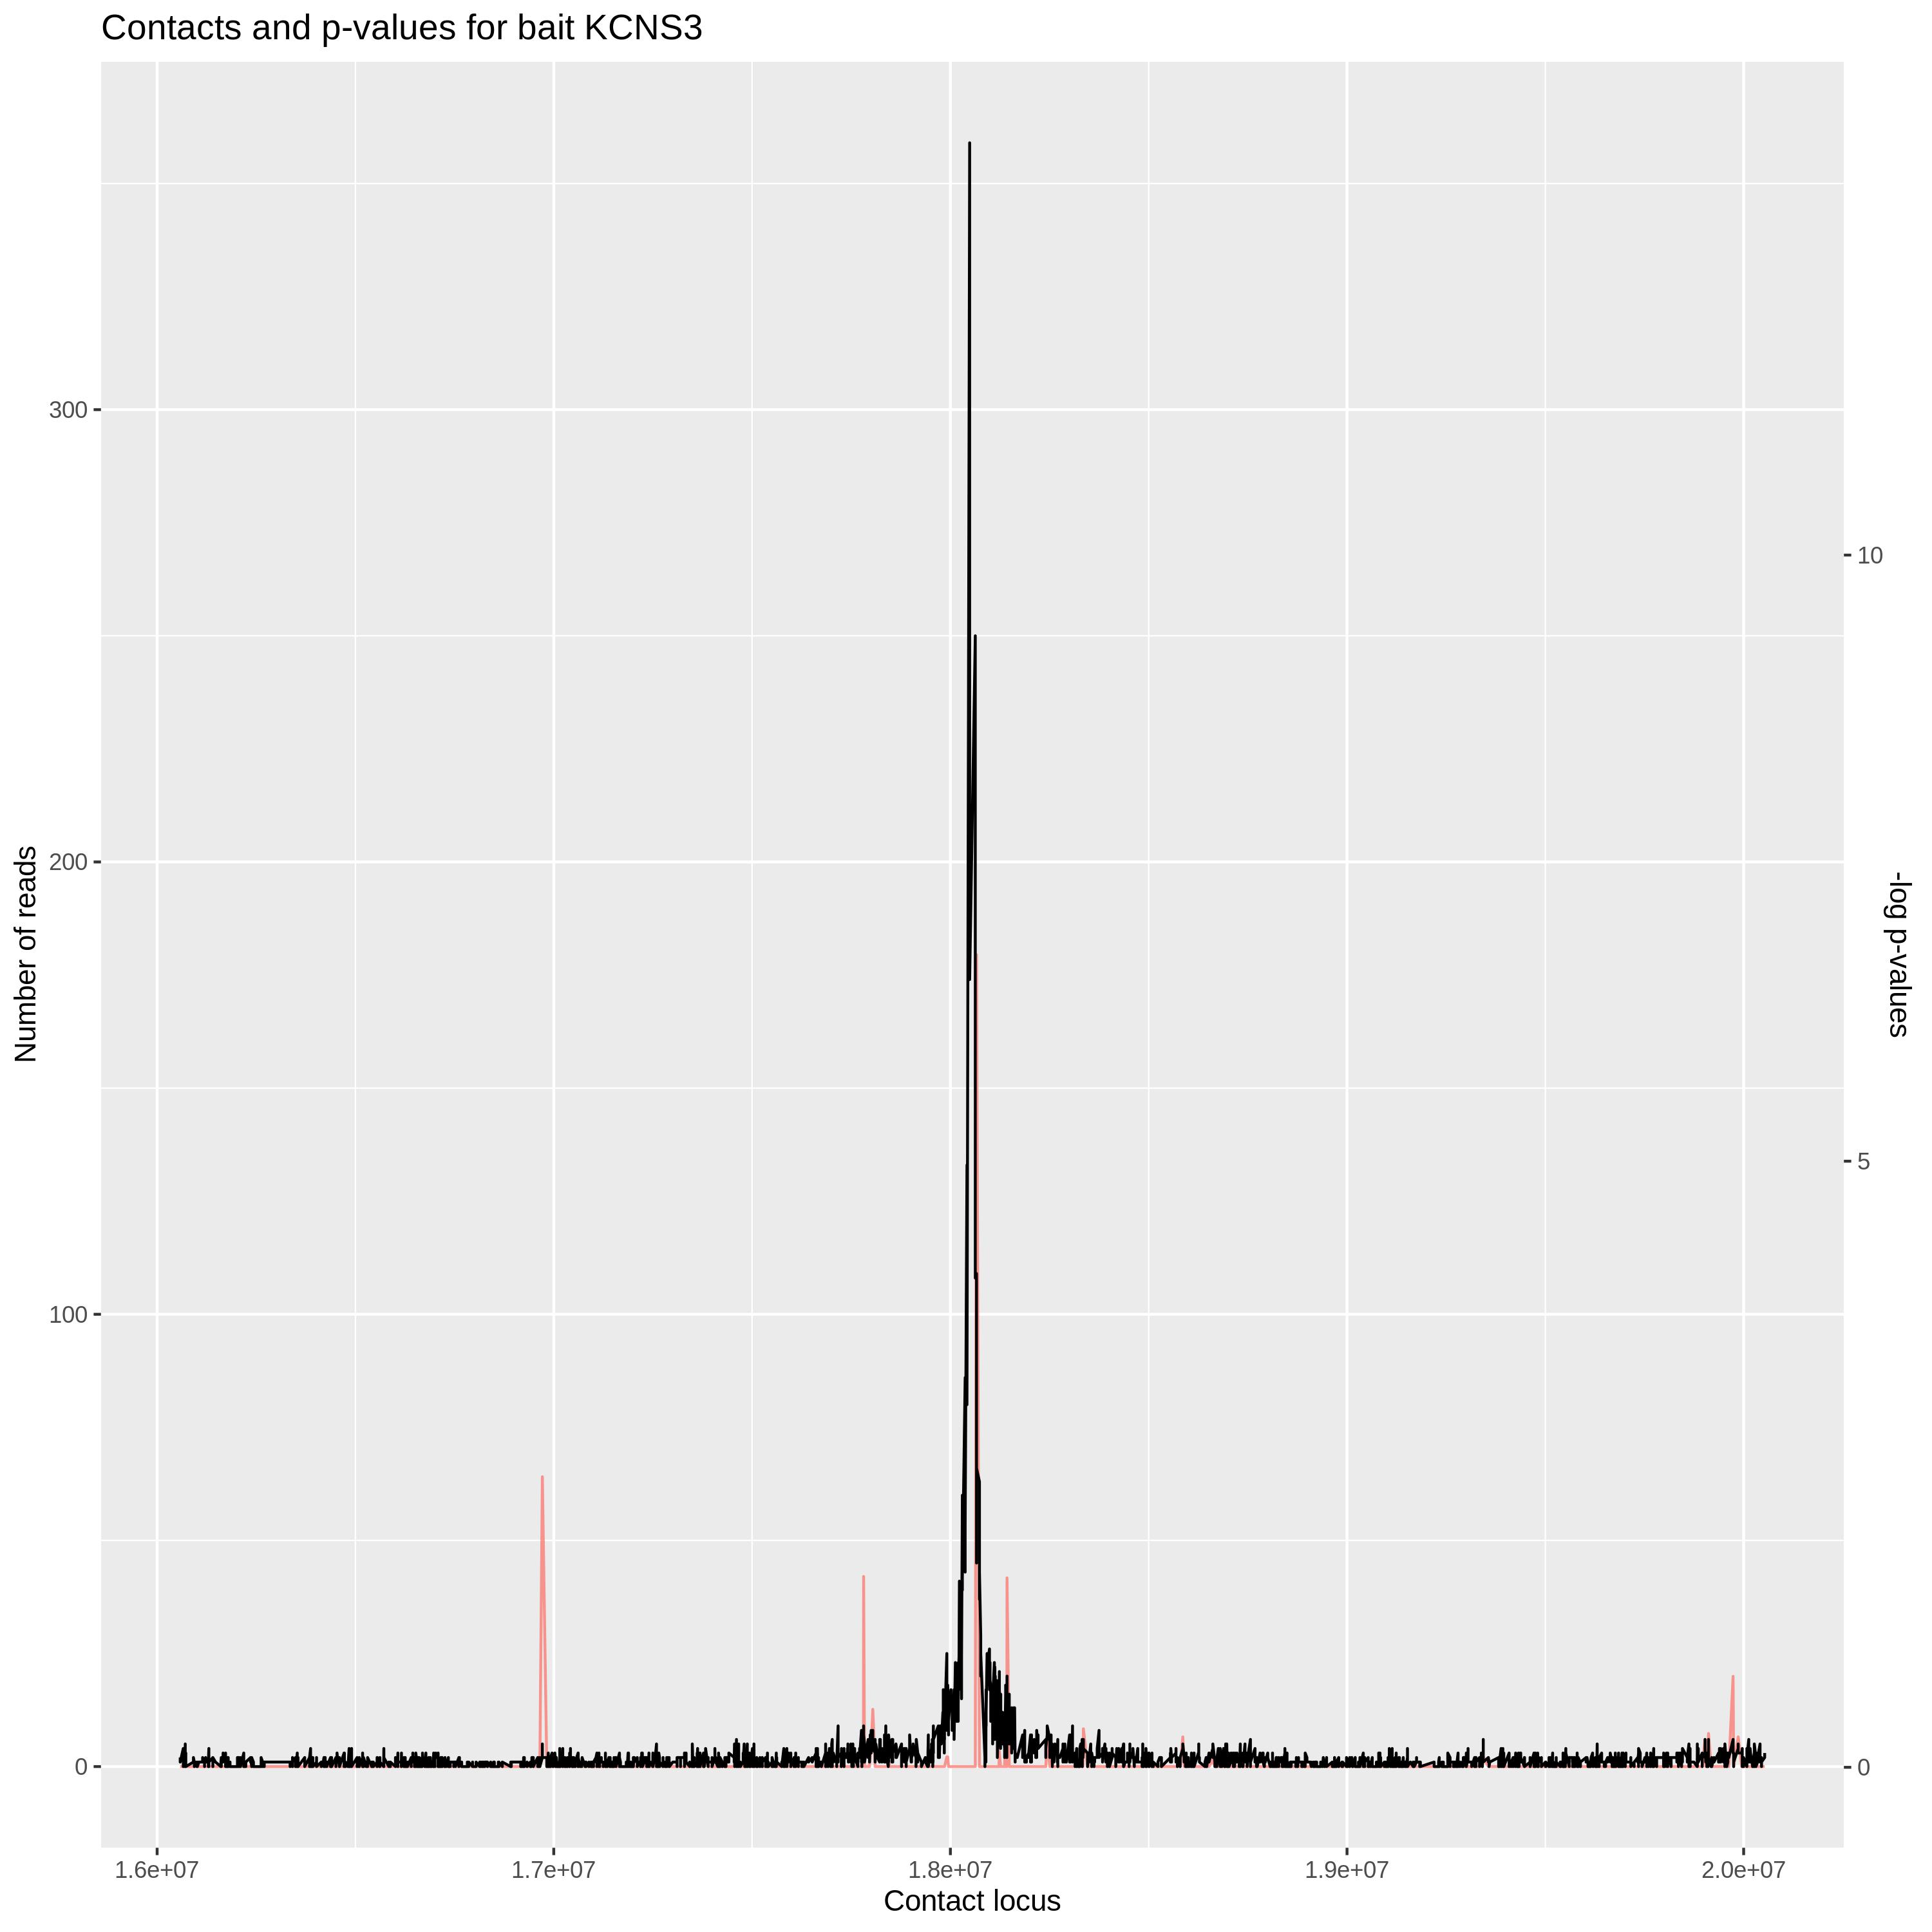 Contacts and p-values for bait KCNS3
Number of reads
300
200
100
0
10
5
0
-log p-values
1.6e+07
1.7e+07
1.8e+07
1.9e+07
2.0e+07
Contact locus